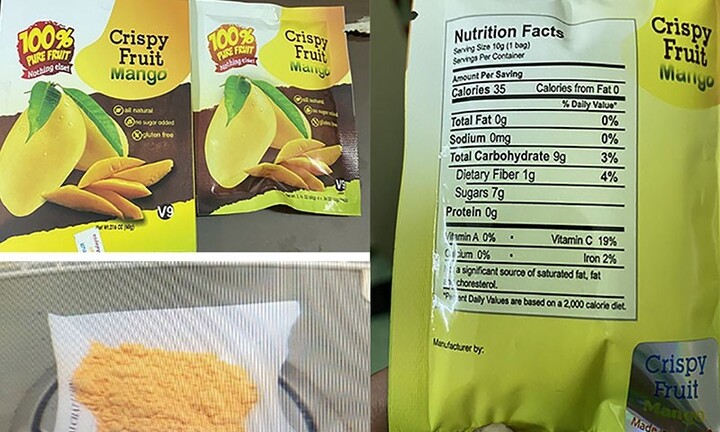 100%
PURE FRUIT
Nothing else!
Crispy
Fruit
Mango
all natural
no sugar added
gluten free
V9
100%
PURE FRUIT
Nothing else!
Crispy
Fruit
Mango
all natural
no sugar added
gluten free
V9
Nutrition Facts
Serving Size 10g (1 bag)
Servings Per Container
Amount Per Saving
Calories 35 Calories from Fat 0
% Daily Value*
Total Fat 0g 0%
Sodium 0mg 0%
Total Carbohydrate 9g 3%
Dietary Fiber 1g 4%
Sugars 7g
Protein 0g
Vitamin A 0% • Vitamin C 19%
0% • Iron 2%
a significant source of saturated fat, fat
choresterol.
*Percent Daily Values are based on a 2,000 calorie diet.
Manufacturer by:
Crispy
Fruit
Mango
Crispy
Fruit
Mango
Made